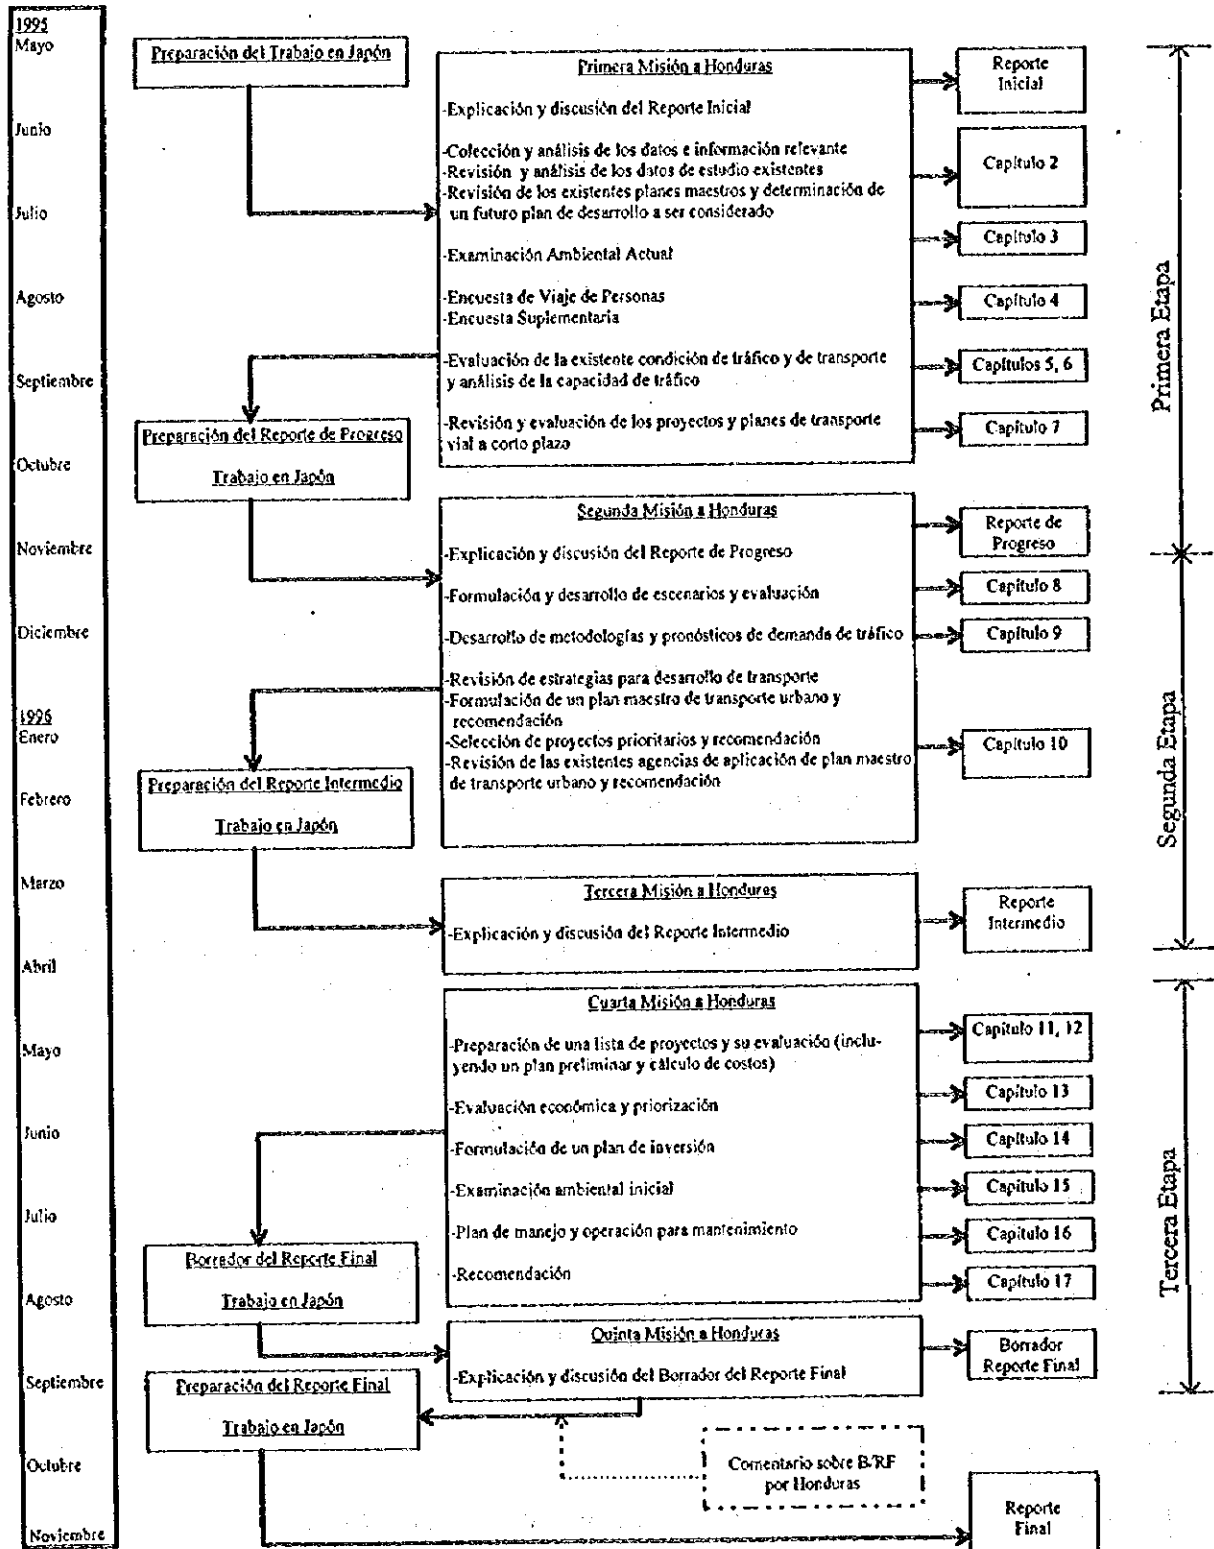 1995
Mayo
Junio
Julio
Agosto
Septiembre
Octubre
Noviembre
Diciembre
1996
Enero
Febrero
Marzo
Abril
Mayo
Junio
Julio
Agosto
Septiembre
Octubre
Noviembre
Preparación del Trabajo en Japón
Preparación del Reporte de Progreso
Trabajo en Japón
Preparación del Reporte Intermedio
Trabajo en Japón
Borrador del Reporte Final
Trabajo en Japón
Preparación del Reporte Final
Trabajo en Japón
Primera Misión a Honduras
-Explicación y discusión del Reporte Inicial
-Colección y análisis de los datos e información relevante
-Revisión y análisis de los datos de estudio existentes
-Revisión de los existentes planes maestros y determinación de
un futuro plan de desarrollo a ser considerado
-Examinación Ambiental Actual
-Encuesta de Viaje de Personas
-Encuesta Suplementaria
-Evaluación de la existente condición de tráfico y de transporte
y análisis de la capacidad de tráfico
-Revisión y evaluación de los proyectos y planes de transporte
vial a corto plazo
Segunda Misión a Honduras
-Explicación y discusión del Reporte de Progreso
-Formulación y desarrollo de escenarios y evaluación
-Desarrollo de metodologías y pronósticos de demanda de tráfico
-Revisión de estrategias para desarrollo de transporte
-Formulación de un plan maestro de transporte urbano y
recomendación
-Selección de proyectos prioritarios y recomendación
-Revisión de las existentes agencias de aplicación de plan maestro
de transporte urbano y recomendación
Tercera Misión a Honduras
-Explicación y discusión del Reporte Intermedio
Cuarta Misión a Honduras
-Preparación de una lista de proyectos y su evaluación (inclu-
yendo un plan preliminar y cálculo de costos)
-Evaluación económica y priorización
-Formulación de un plan de inversión
-Examinación ambiental inicial
-Plan de manejo y operación para mantenimiento
-Recomendación
Quinta Misión a Honduras
-Explicación y discusión del Borrador del Reporte Final
Comentario sobre B/RF
por Honduras
Reporte
Inicial
Capítulo 2
Capítulo 3
Capítulo 4
Capítulos 5, 6
Capítulo 7
Reporte de
Progreso
Capítulo 8
Capítulo 9
Capítulo 10
Reporte
Intermedio
Capítulo 11, 12
Capítulo 13
Capítulo 14
Capítulo 15
Capítulo 16
Capítulo 17
Borrador
Reporte Final
Reporte
Final
Primera Etapa
Segunda Etapa
Tercera Etapa